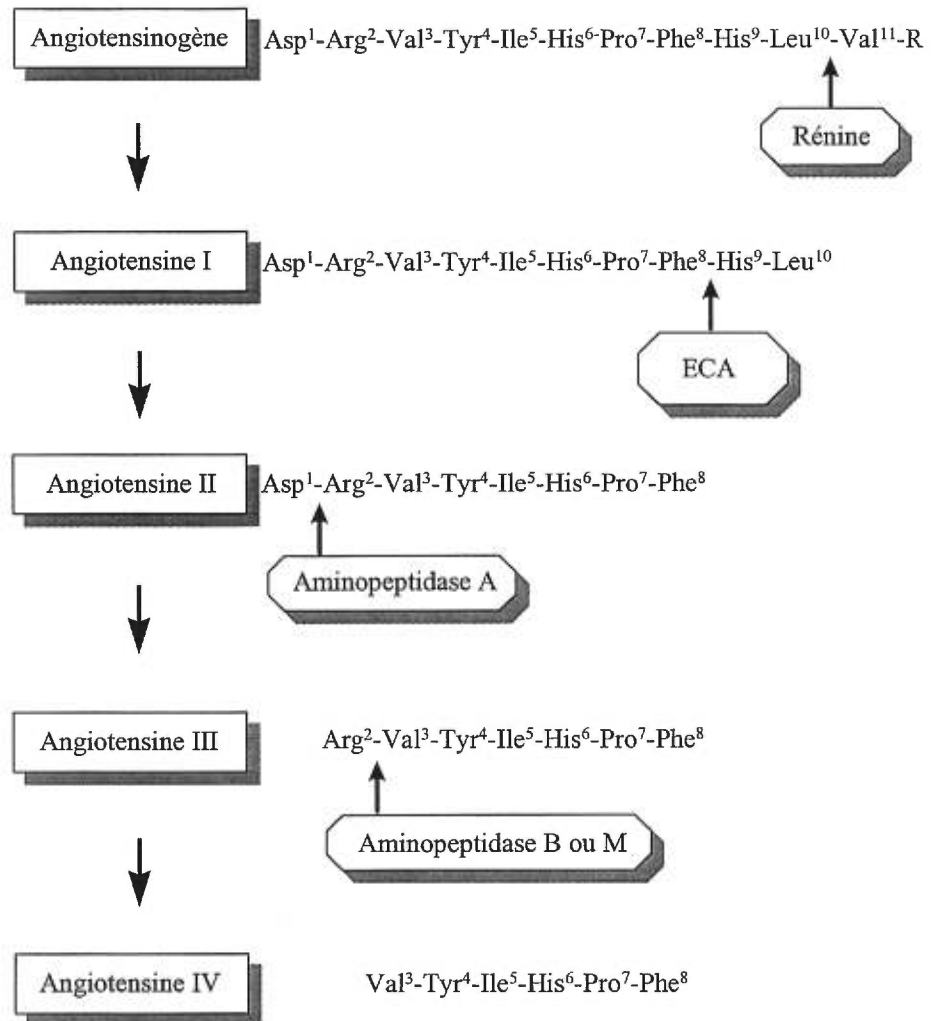 Angiotensinogène Asp¹-Arg²-Val³-Tyr⁴-Ile⁵-His⁶-Pro⁷-Phe⁸-His⁹-Leu¹⁰-Val¹¹-R
Rénine
Angiotensine I Asp¹-Arg²-Val³-Tyr⁴-Ile⁵-His⁶-Pro⁷-Phe⁸-His⁹-Leu¹⁰
ECA
Angiotensine II Asp¹-Arg²-Val³-Tyr⁴-Ile⁵-His⁶-Pro⁷-Phe⁸
Aminopeptidase A
Angiotensine III Arg²-Val³-Tyr⁴-Ile⁵-His⁶-Pro⁷-Phe⁸
Aminopeptidase B ou M
Angiotensine IV Val³-Tyr⁴-Ile⁵-His⁶-Pro⁷-Phe⁸